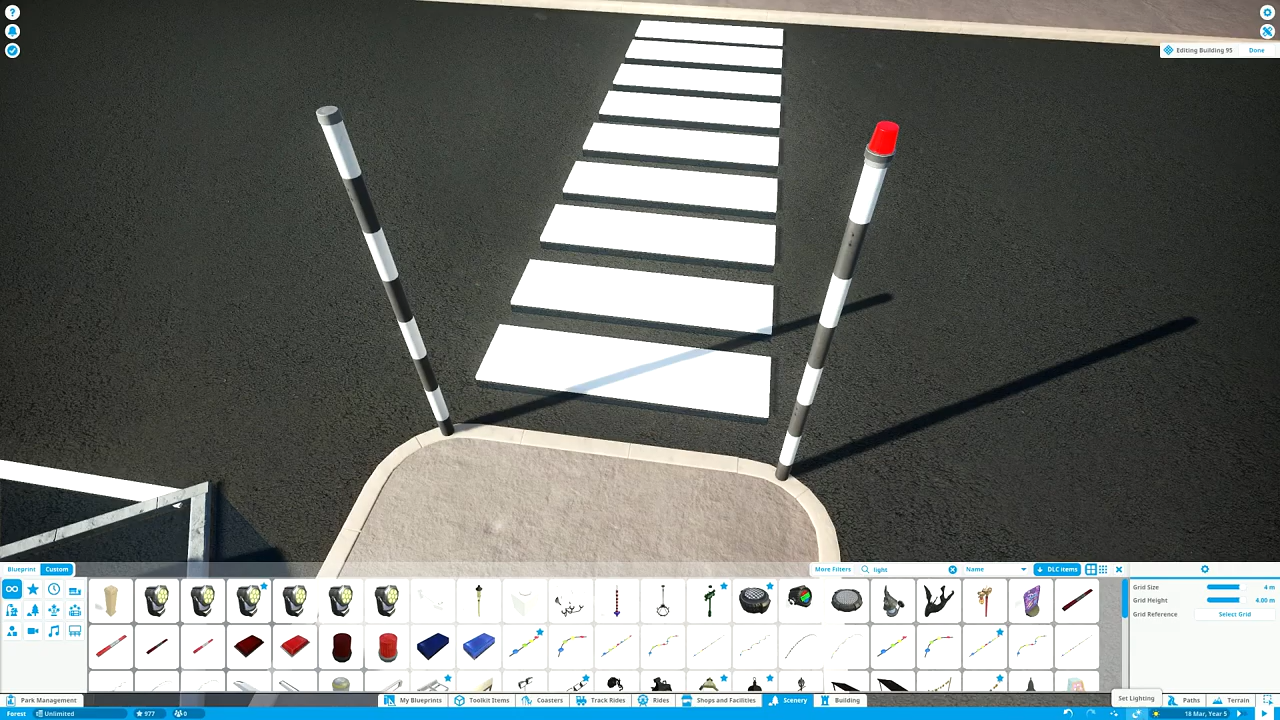 ?
Editing Building 95 Done
Blueprint Custom
More Filters light Name DLC items
Grid Size 4 m
Grid Height 4.00 m
Grid Reference Select Grid
Set Lighting
Park Management My Blueprints Toolkit Items Coasters Track Rides Rides Shops and Facilities Scenery Building Paths Terrain
Forest Unlimited 977 0 18 Mar, Year 5